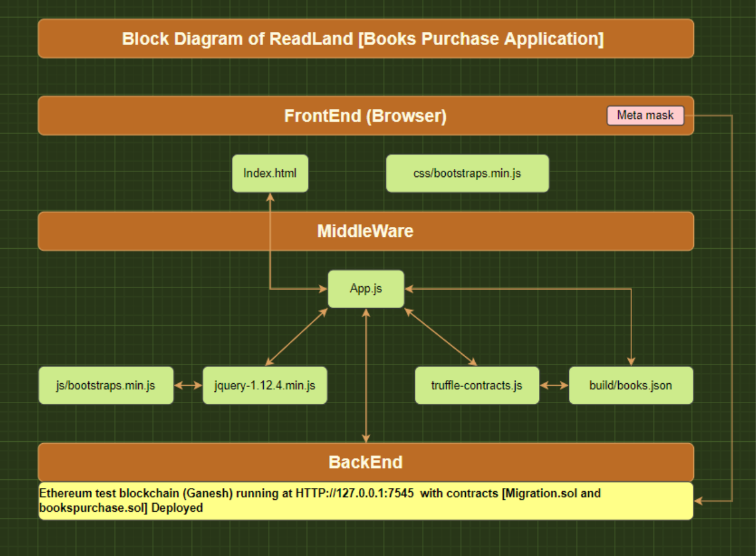 Block Diagram of ReadLand [Books Purchase Application]
FrontEnd (Browser)
Meta mask
Index.html
css/bootstraps.min.js
MiddleWare
App.js
js/bootstraps.min.js
jquery-1.12.4.min.js
truffle-contracts.js
build/books.json
BackEnd
Ethereum test blockchain (Ganesh) running at HTTP://127.0.0.1:7545 with contracts [Migration.sol and
bookspurchase.sol] Deployed